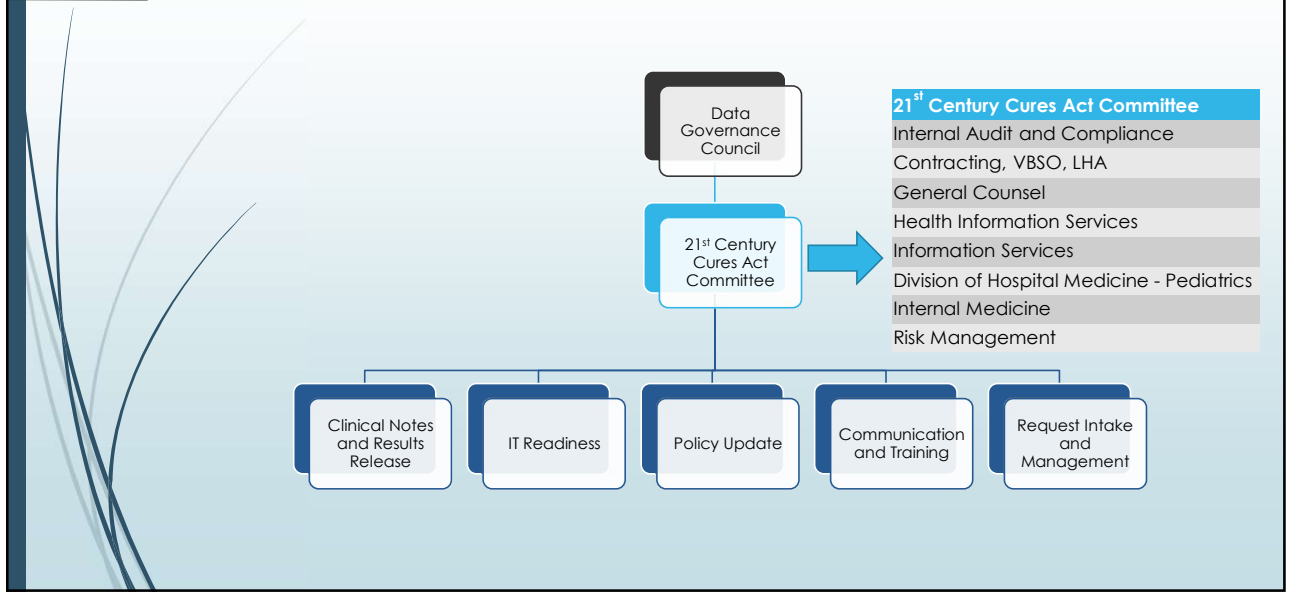 Data
Governance
Council
21st Century
Cures Act
Committee
21st Century Cures Act Committee
Internal Audit and Compliance
Contracting, VBSO, LHA
General Counsel
Health Information Services
Information Services
Division of Hospital Medicine - Pediatrics
Internal Medicine
Risk Management
Clinical Notes
and Results
Release
IT Readiness
Policy Update
Communication
and Training
Request Intake
and
Management